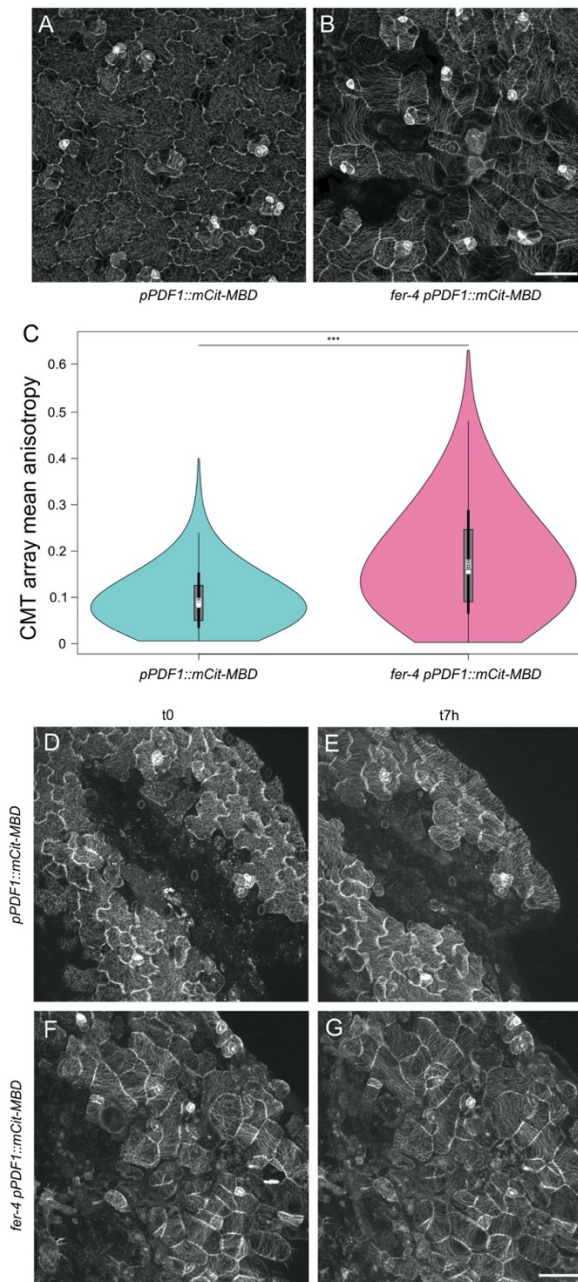 A
B
pPDF1::mCit-MBD
fer-4 pPDF1::mCit-MBD
C
***
CMT array mean anisotropy
0.6
0.5
0.4
0.3
0.2
0.1
0
pPDF1::mCit-MBD
fer-4 pPDF1::mCit-MBD
t0
t7h
D
E
pPDF1::mCit-MBD
F
G
fer-4 pPDF1::mCit-MBD